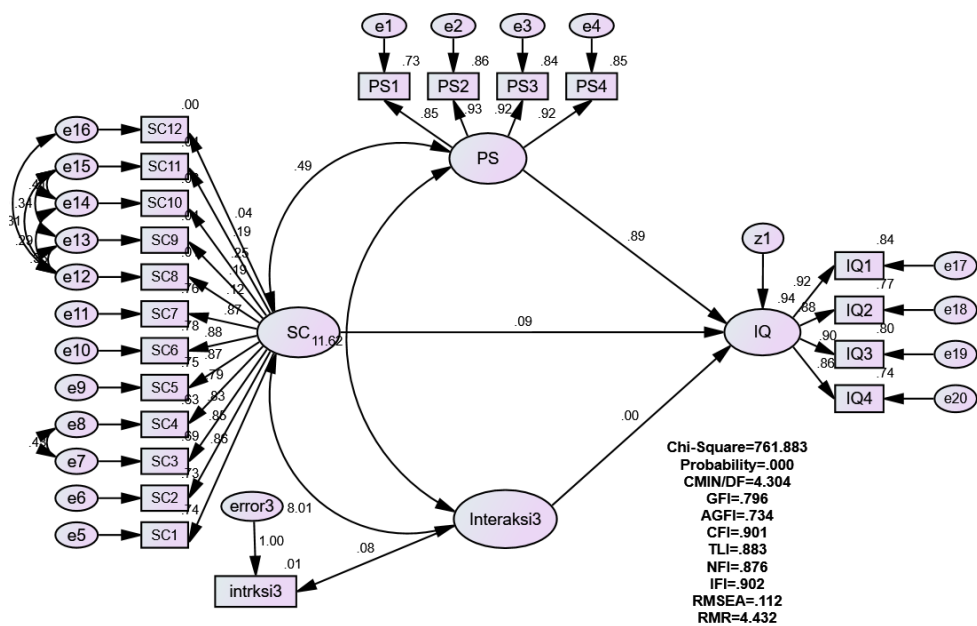 e1
e2
e3
e4
.73
.86
.84
.85
PS1
PS2
PS3
PS4
.85
.93
.92
.92
PS
.00
e16
SC12
e15
SC11
e14
SC10
e13
SC9
e12
SC8
e11
SC7
e10
SC6
e9
SC5
e8
SC4
e7
SC3
e6
SC2
e5
SC1
.34
.29
.76
.78
.75
.63
.69
.73
.74
.04
.19
.25
.19
.12
.87
.88
.87
.79
.83
.85
.86
.49
SC
11.62
.89
.09
.00
z1
.94
IQ
.84
.92
IQ1
e17
.77
.88
IQ2
e18
.80
.90
IQ3
e19
.74
.86
IQ4
e20
error3
8.01
1.00
.01
intrksi3
.08
Interaksi3
Chi-Square=761.883
Probability=.000
CMIN/DF=4.304
GFI=.796
AGFI=.734
CFI=.901
TLI=.883
NFI=.876
IFI=.902
RMSEA=.112
RMR=4.432